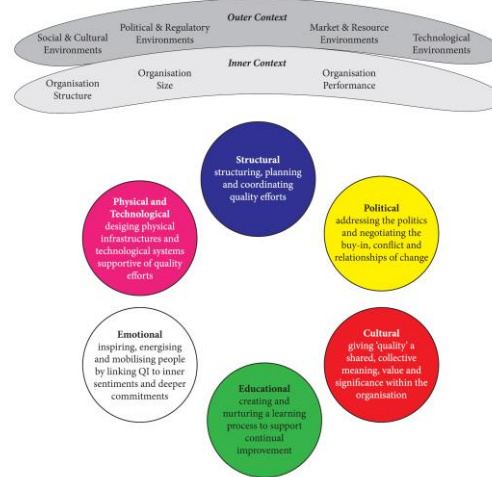 Outer Context
Social & Cultural
Environments
Political & Regulatory
Environments
Market & Resource
Environments
Technological
Environments
Inner Context
Organisation
Structure
Organisation
Size
Organisation
Performance
Structural
structuring, planning
and coordinating
quality efforts
Physical and
Technological
desiging physical
infrastructures and
technological systems
supportive of quality
efforts
Political
addressing the politics
and negotiating the
buy-in, conflict and
relationships of change
Emotional
inspiring, energising
and mobilising people
by linking QI to inner
sentiments and deeper
commitments
Cultural
giving 'quality' a
shared, collective
meaning, value and
significance within the
organisation
Educational
creating and
nurturing a learning
process to support
continual
improvement